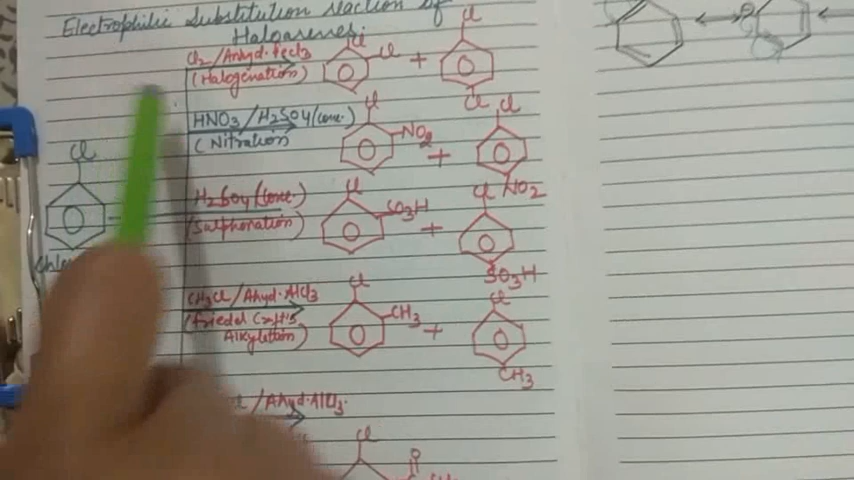 Electrophilic substitution reaction of
Haloarenes
Cl2/Anhyd.FeCl3
(Halogenation)
Cl
Cl
+
Cl
Cl
HNO3/H2SO4(conc.)
(Nitration)
Cl
NO2
+
Cl
NO2
Cl
H2SO4(conc.)
(Sulphonation)
Cl
SO3H
+
Cl
SO3H
CH3Cl/Anhyd.AlCl3
(Friedel Craft's
Alkylation)
Cl
CH3
+
Cl
CH3
/Anhyd.AlCl3.
Cl
O